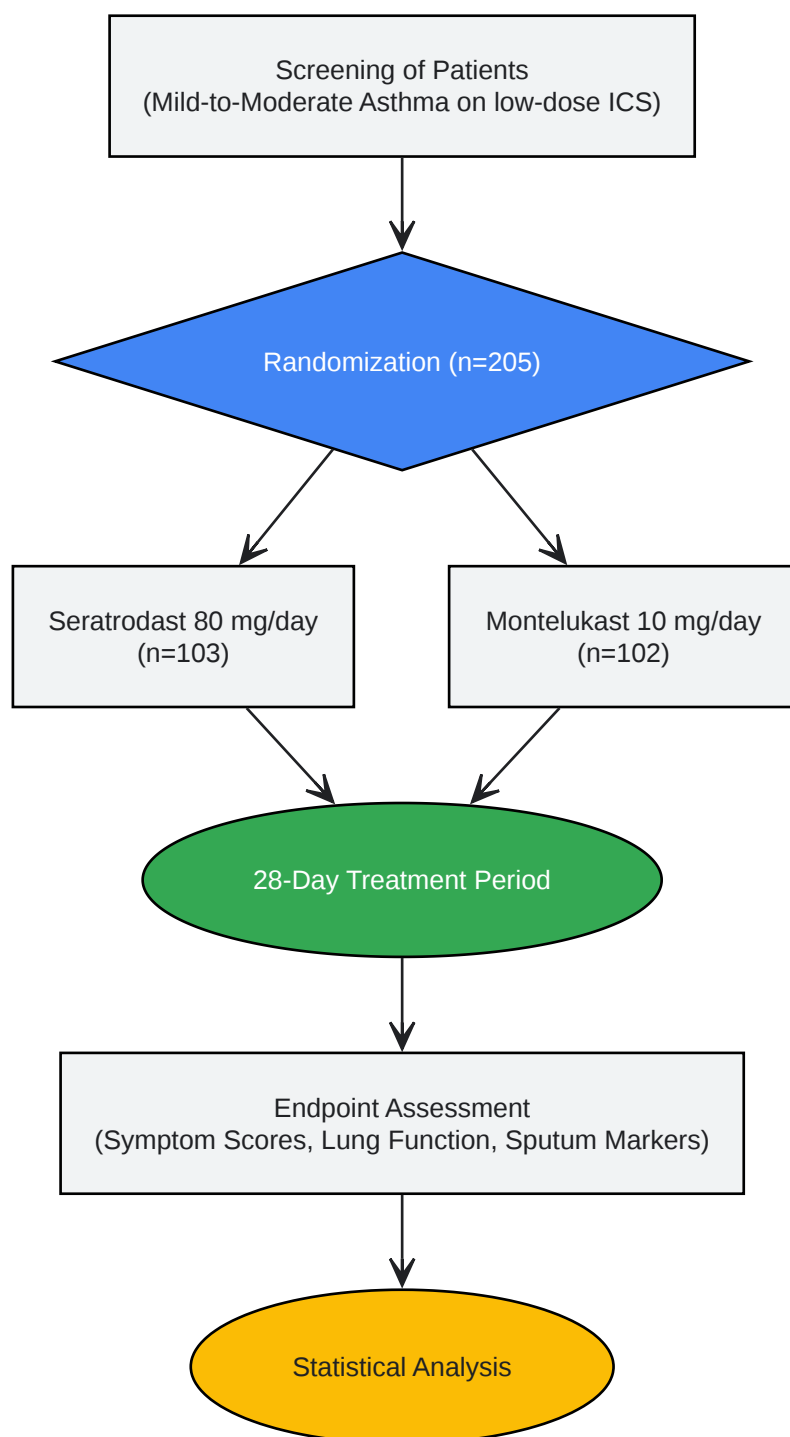 Screening of Patients
(Mild-to-Moderate Asthma on low-dose ICS)
Randomization (n=205)
Seratrodast 80 mg/day
(n=103)
Montelukast 10 mg/day
(n=102)
28-Day Treatment Period
Endpoint Assessment
(Symptom Scores, Lung Function, Sputum Markers)
Statistical Analysis